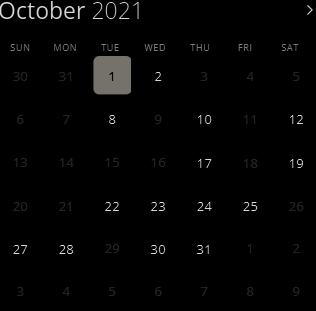 October 2021
SUN MON TUE WED THU FRI SAT
30 31 1 2 3 4 5
6 7 8 9 10 11 12
13 14 15 16 17 18 19
20 21 22 23 24 25 26
27 28 29 30 31 1 2
3 4 5 6 7 8 9